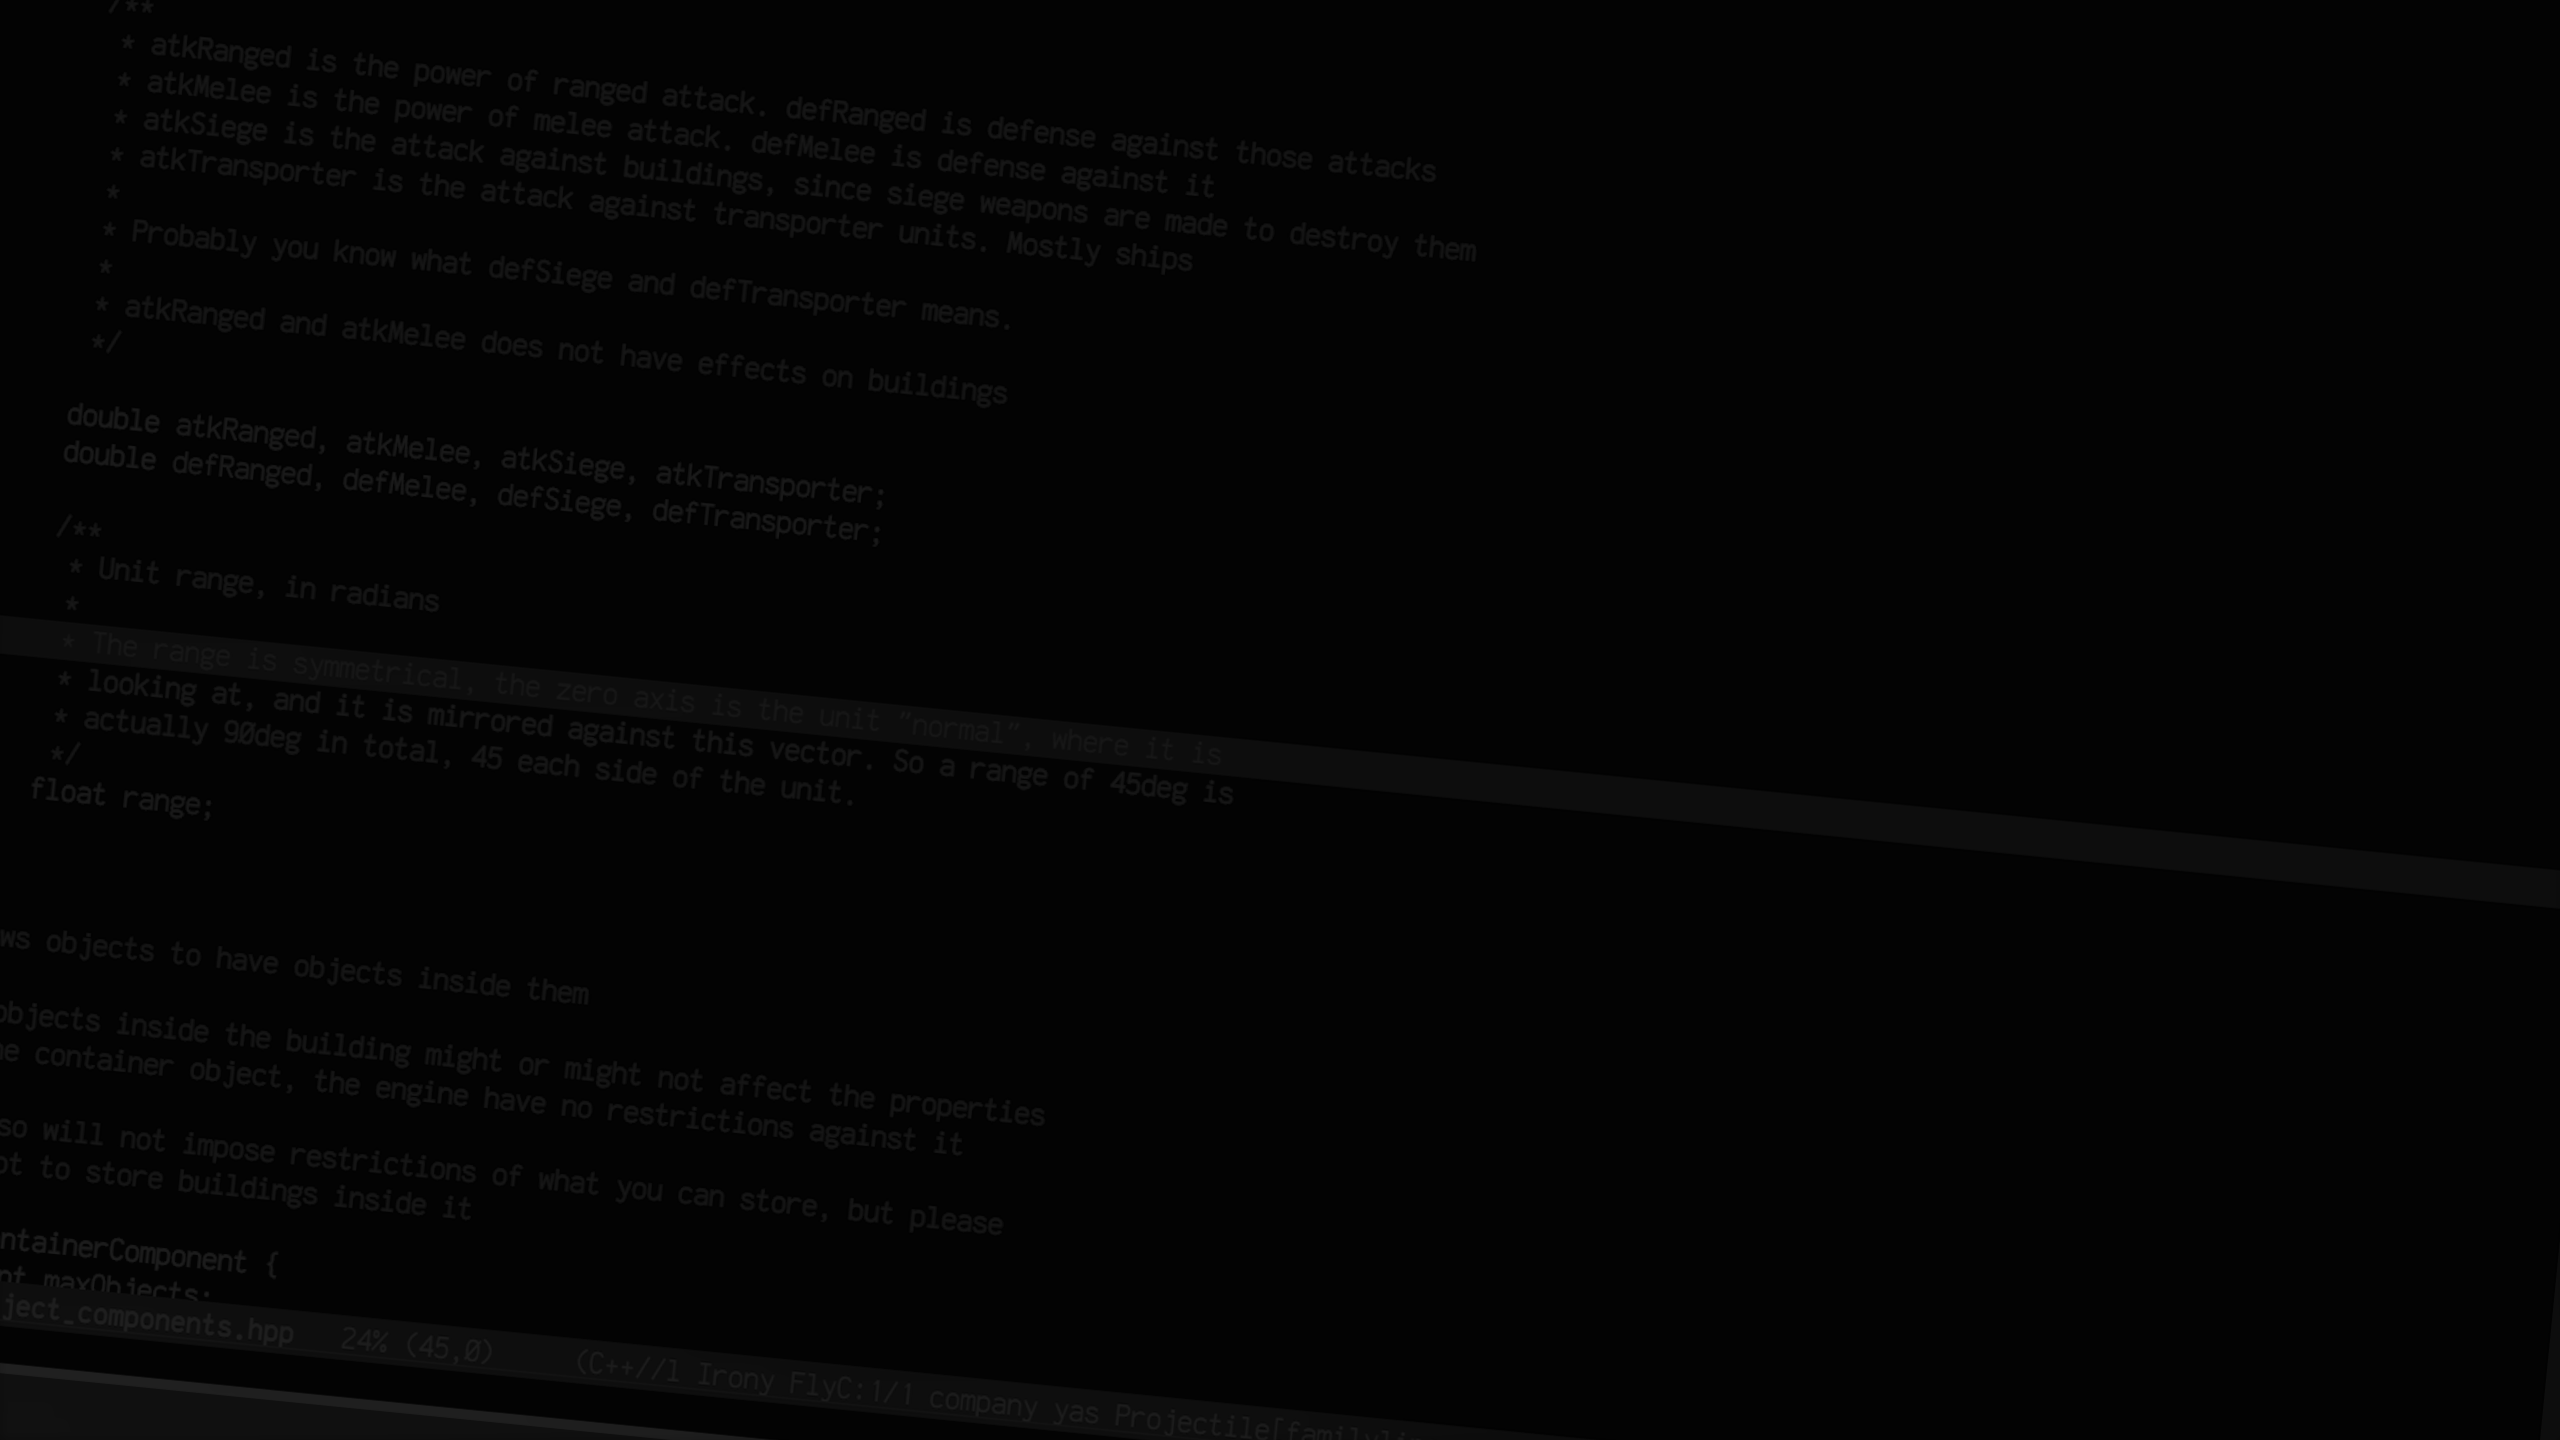 /**
* atkRanged is the power of ranged attack. defRanged is defense against those attacks
* atkMelee is the power of melee attack. defMelee is defense against it
* atkSiege is the attack against buildings, since siege weapons are made to destroy them
* atkTransporter is the attack against transporter units. Mostly ships
*
* Probably you know what defSiege and defTransporter means.
*
* atkRanged and atkMelee does not have effects on buildings
*/
double atkRanged, atkMelee, atkSiege, atkTransporter;
double defRanged, defMelee, defSiege, defTransporter;
/**
* Unit range, in radians
*
* The range is symmetrical, the zero axis is the unit "normal", where it is
* looking at, and it is mirrored against this vector. So a range of 45deg is
* actually 90deg in total, 45 each side of the unit.
*/
float range;
ws objects to have objects inside them
objects inside the building might or might not affect the properties
he container object, the engine have no restrictions against it
so will not impose restrictions of what you can store, but please
ot to store buildings inside it
ntainerComponent {
nt maxObjects;
ject_components.hpp 24% (45,0) (C++//l Irony FlyC:1/1 company yas Projectile[